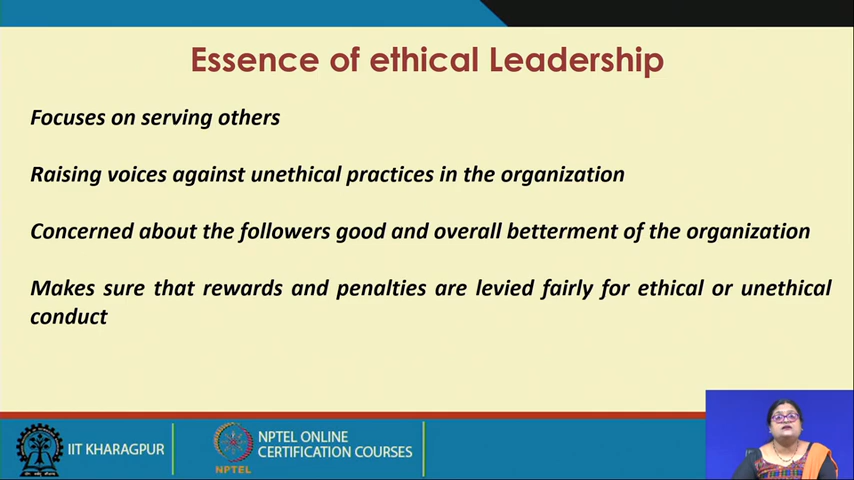 Essence of ethical Leadership
Focuses on serving others
Raising voices against unethical practices in the organization
Concerned about the followers good and overall betterment of the organization
Makes sure that rewards and penalties are levied fairly for ethical or unethical
conduct
IIT KHARAGPUR
NPTEL
NPTEL ONLINE
CERTIFICATION COURSES